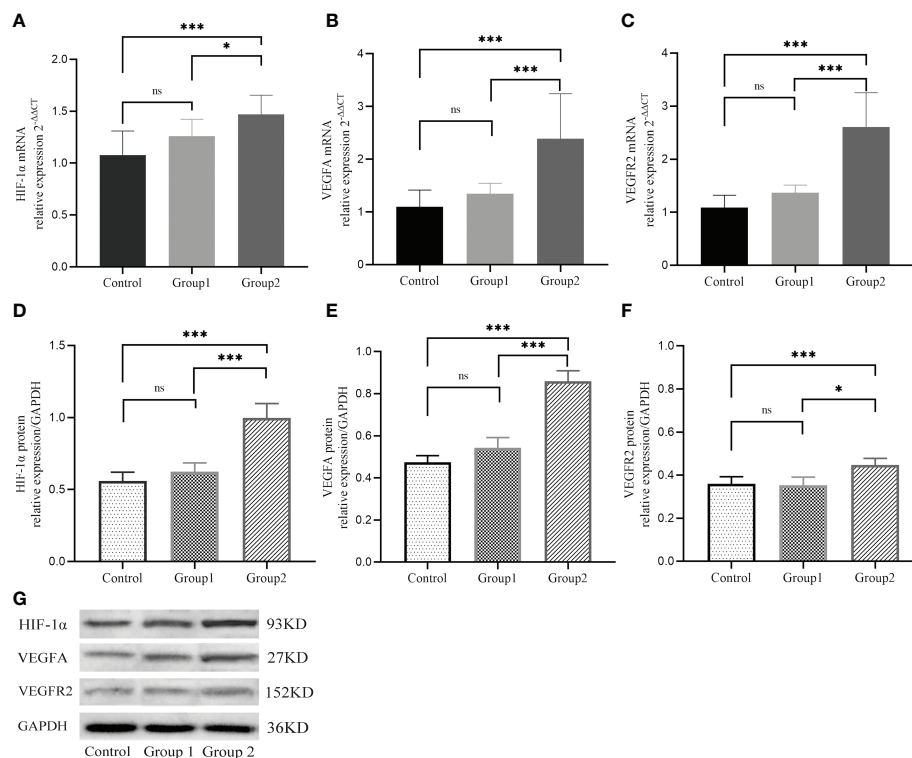 A
HIF-1α mRNA
relative expression 2-ΔΔCT
2.0
1.5
1.0
0.5
0.0
***
*
ns
Control Group1 Group2
B
VEGFA mRNA
relative expression 2-ΔΔCT
4
3
2
1
0
***
***
ns
Control Group1 Group2
C
VEGFR2 mRNA
relative expression 2-ΔΔCT
4
3
2
1
0
***
***
ns
Control Group1 Group2
D
HIF-1α protein
relative expression/GAPDH
1.5
1.0
0.5
0.0
***
***
ns
Control Group1 Group2
E
VEGFA protein
relative expression/GAPDH
1.0
0.8
0.6
0.4
0.2
0.0
***
***
ns
Control Group1 Group2
F
VEGFR2 protein
relative expression/GAPDH
1.0
0.8
0.6
0.4
0.2
0.0
***
*
ns
Control Group1 Group2
G
HIF-1α 93KD
VEGFA 27KD
VEGFR2 152KD
GAPDH 36KD
Control Group 1 Group 2